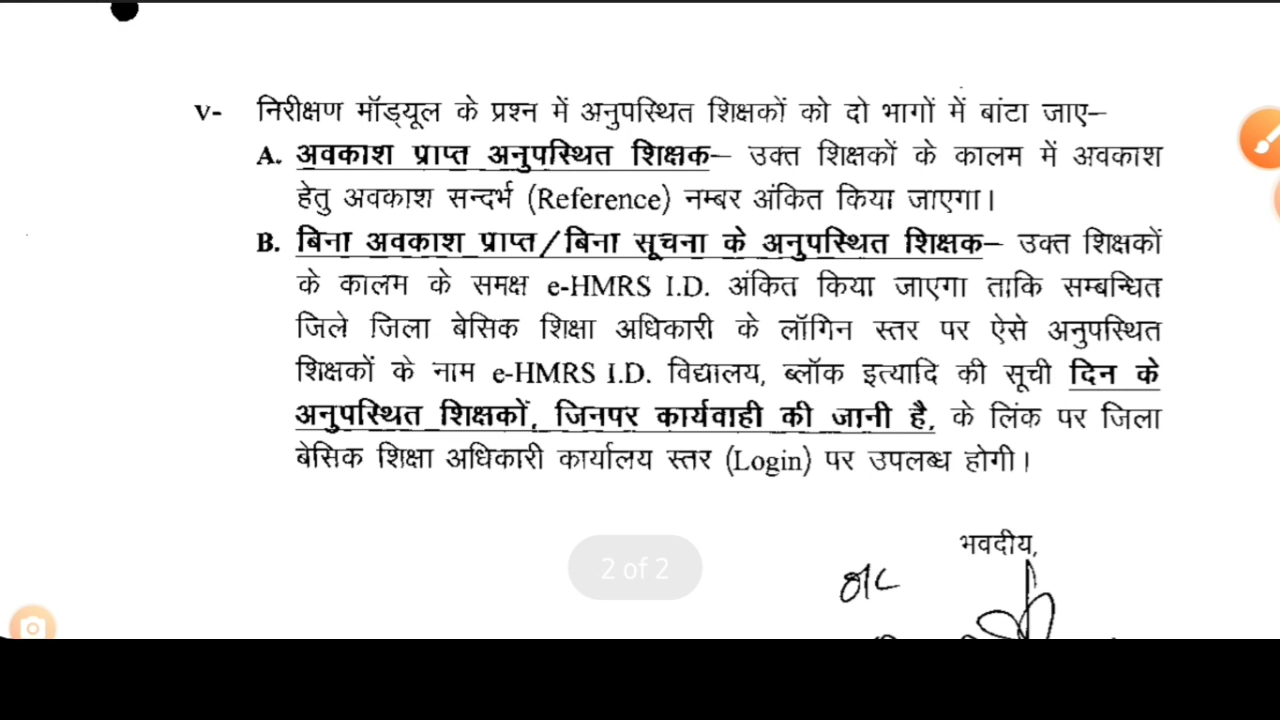 v- निरीक्षण मॉड्यूल के प्रश्न में अनुपस्थित शिक्षकों को दो भागों में बांटा जाए–
A. अवकाश प्राप्त अनुपस्थित शिक्षक– उक्त शिक्षकों के कालम में अवकाश
हेतु अवकाश सन्दर्भ (Reference) नम्बर अंकित किया जाएगा।
B. बिना अवकाश प्राप्त/बिना सूचना के अनुपस्थित शिक्षक– उक्त शिक्षकों
के कालम के समक्ष e-HMRS I.D. अंकित किया जाएगा ताकि सम्बन्धित
जिले जिला बेसिक शिक्षा अधिकारी के लॉगिन स्तर पर ऐसे अनुपस्थित
शिक्षकों के नाम e-HMRS I.D. विद्यालय, ब्लॉक इत्यादि की सूची दिन के
अनुपस्थित शिक्षकों, जिनपर कार्यवाही की जानी है, के लिंक पर जिला
बेसिक शिक्षा अधिकारी कार्यालय स्तर (Login) पर उपलब्ध होगी।
भवदीय,
2 of 2